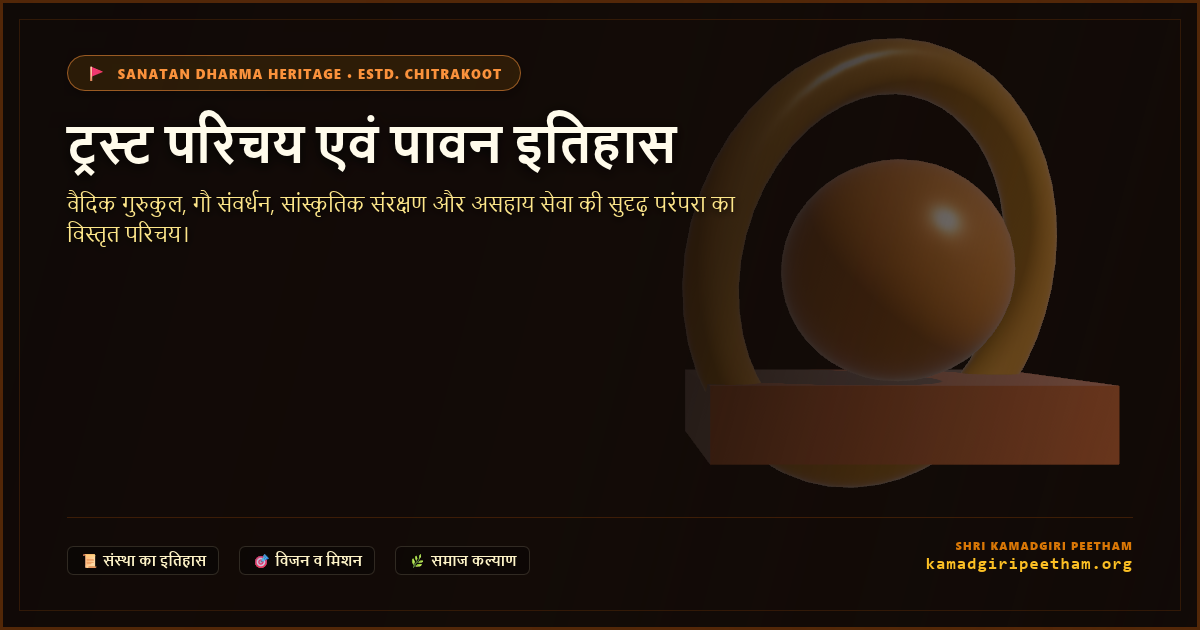 SANATAN DHARMA HERITAGE • ESTD. CHITRAKOOT
ट्रस्ट परिचय एवं पावन इतिहास
वैदिक गुरुकुल, गौ संवर्धन, सांस्कृतिक संरक्षण और असहाय सेवा की सुदृढ़ परंपरा का
विस्तृत परिचय।
संस्था का इतिहास
विजन व मिशन
समाज कल्याण
SHRI KAMADGIRI PEETHAM
kamadgiripeetham.org